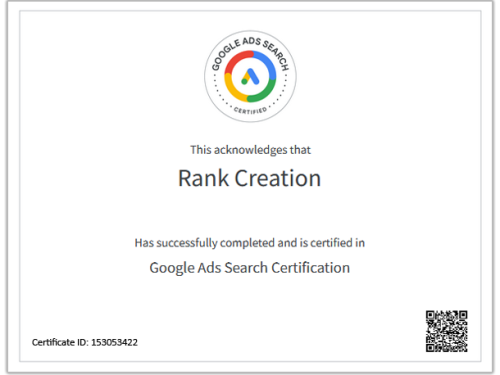 GOOGLE ADS SEARCH
CERTIFIED
This acknowledges that
Rank Creation
Has successfully completed and is certified in
Google Ads Search Certification
Certificate ID: 153053422